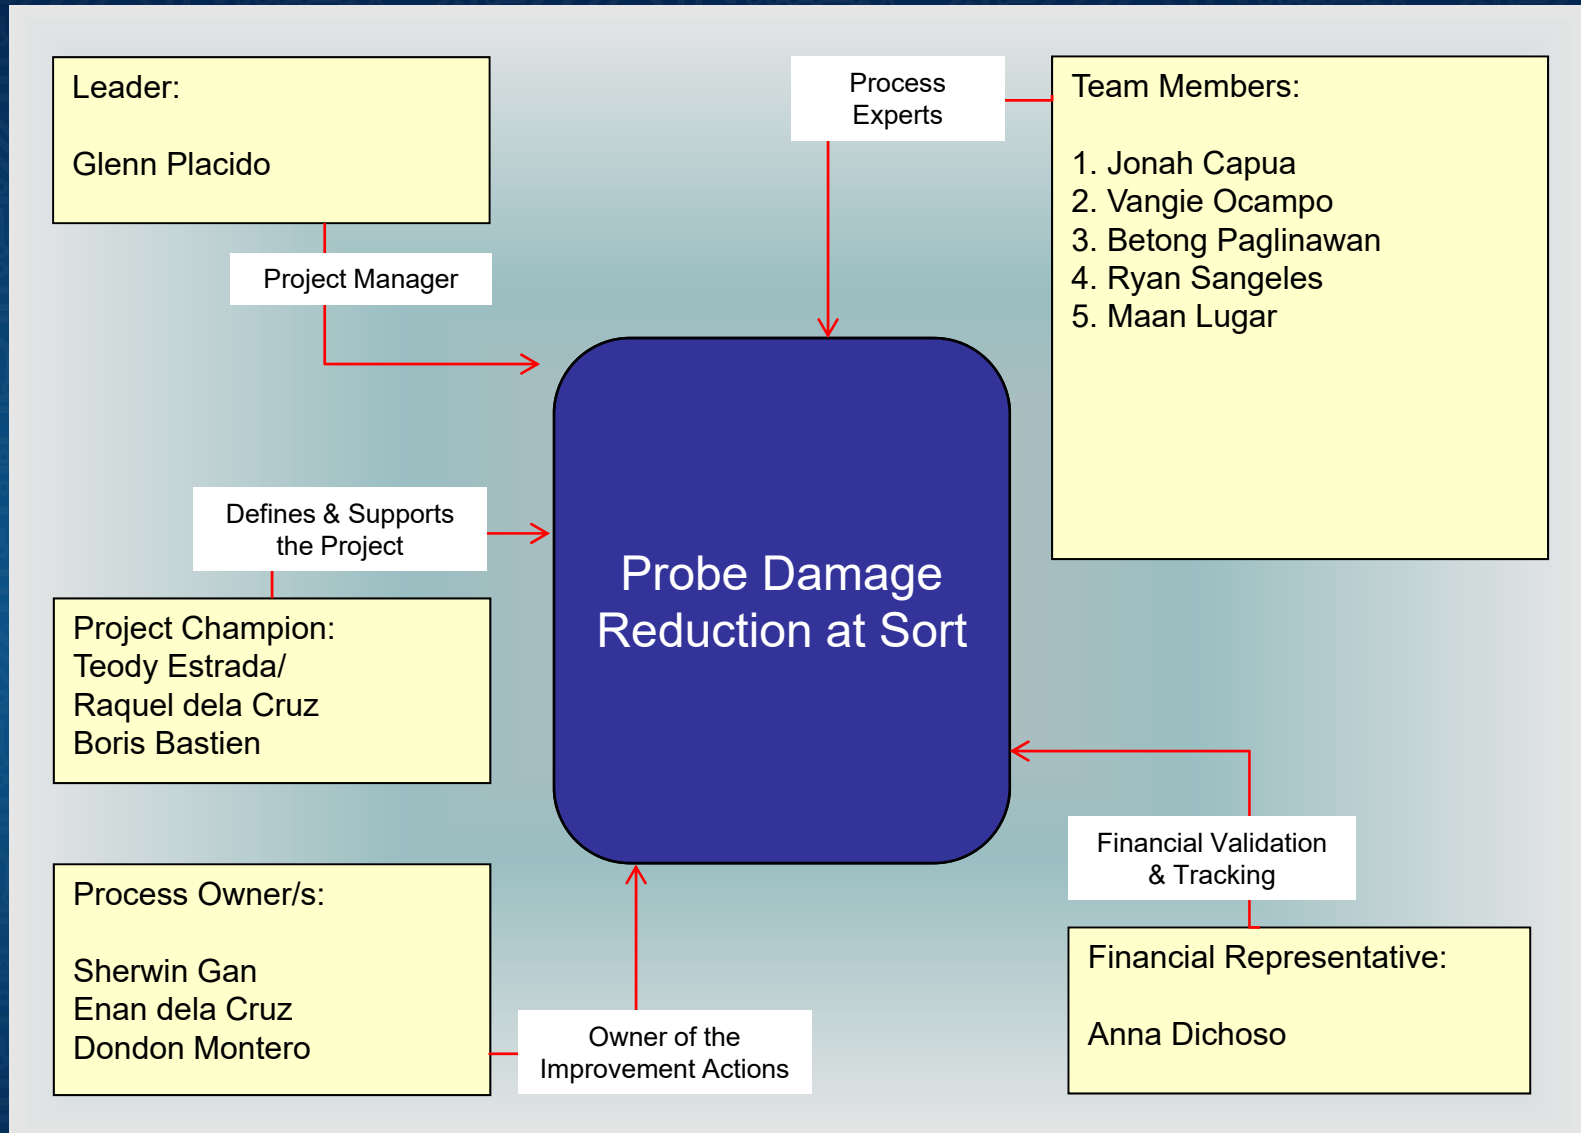 Leader:
Glenn Placido
Project Manager
Process
Experts
Team Members:
1. Jonah Capua
2. Vangie Ocampo
3. Betong Paglinawan
4. Ryan Sangeles
5. Maan Lugar
Defines & Supports
the Project
Project Champion:
Teody Estrada/
Raquel dela Cruz
Boris Bastien
Probe Damage
Reduction at Sort
Process Owner/s:
Sherwin Gan
Enan dela Cruz
Dondon Montero
Owner of the
Improvement Actions
Financial Validation
& Tracking
Financial Representative:
Anna Dichoso